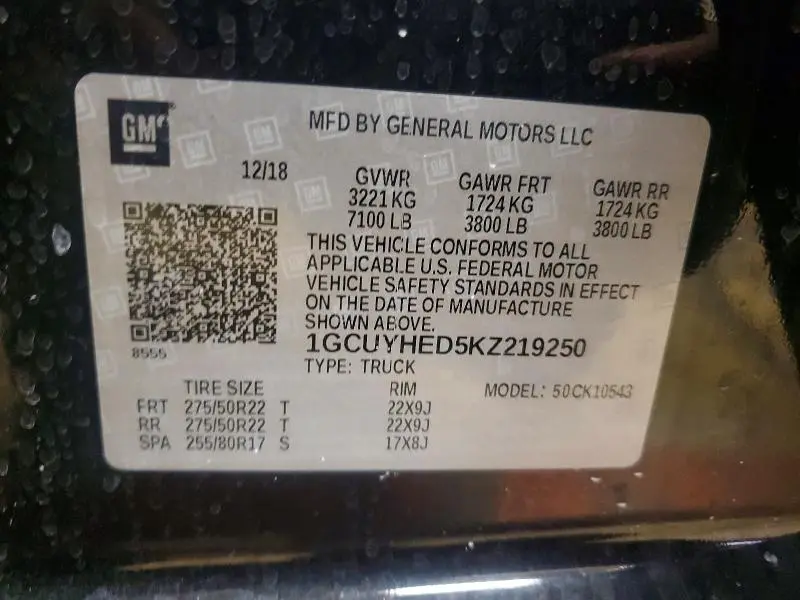 GM
MFD BY GENERAL MOTORS LLC
12/18
GVWR GAWR FRT GAWR RR
3221 KG 1724 KG 1724 KG
7100 LB 3800 LB 3800 LB
THIS VEHICLE CONFORMS TO ALL
APPLICABLE U.S. FEDERAL MOTOR
VEHICLE SAFETY STANDARDS IN EFFECT
ON THE DATE OF MANUFACTURE
SHOWN ABOVE.
8555
1GCUYHED5KZ219250
TYPE: TRUCK
TIRE SIZE RIM MODEL: 50CK10543
FRT 275/50R22 T 22X9J
RR 275/50R22 T 22X9J
SPA 255/80R17 S 17X8J